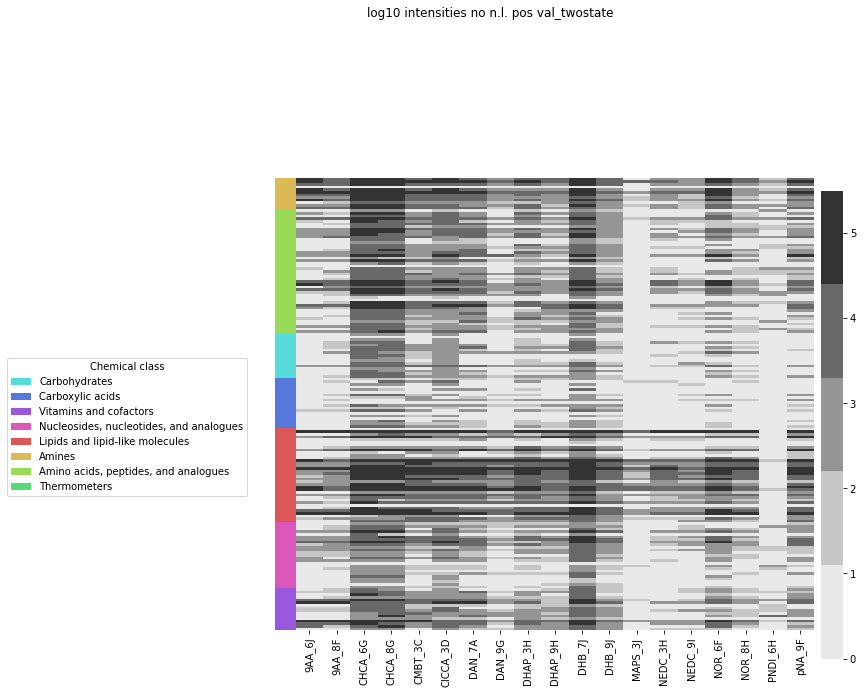 log10 intensities no n.l. pos val_twostate
Chemical class
Carbohydrates
Carboxylic acids
Vitamins and cofactors
Nucleosides, nucleotides, and analogues
Lipids and lipid-like molecules
Amines
Amino acids, peptides, and analogues
Thermometers
5
4
3
2
1
0
9AA_6J
9AA_8F
CHCA_6G
CHCA_8G
CMBT_3C
ClCCA_3D
DAN_7A
DAN_9G
DHAP_3H
DHAP_9H
DHB_7J
DHB_9J
MAPS_3J
NEDC_3H
NEDC_9I
NOR_6F
NOR_8H
PNDI_6H
pNA_9F